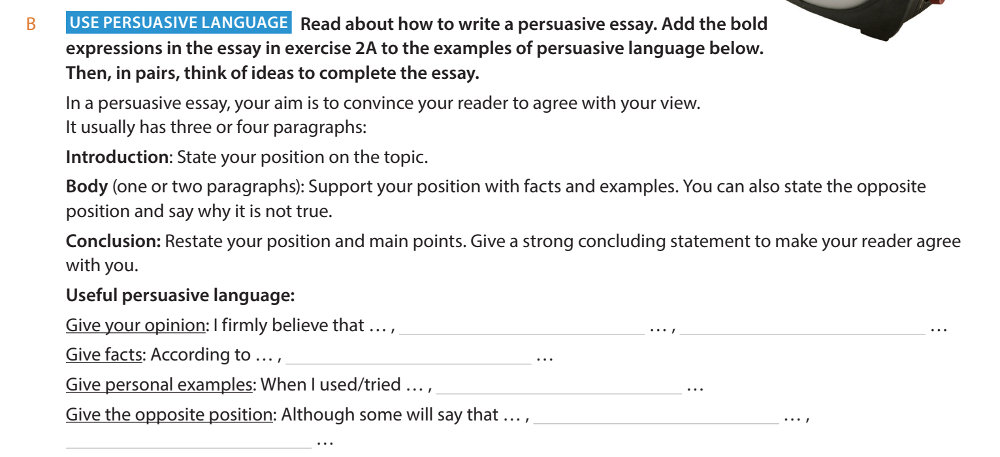 B USE PERSUASIVE LANGUAGE Read about how to write a persuasive essay. Add the bold
expressions in the essay in exercise 2A to the examples of persuasive language below.
Then, in pairs, think of ideas to complete the essay.
In a persuasive essay, your aim is to convince your reader to agree with your view.
It usually has three or four paragraphs:
Introduction: State your position on the topic.
Body (one or two paragraphs): Support your position with facts and examples. You can also state the opposite
position and say why it is not true.
Conclusion: Restate your position and main points. Give a strong concluding statement to make your reader agree
with you.
Useful persuasive language:
Give your opinion: I firmly believe that … , ______ … , ______ …
Give facts: According to … , ______ …
Give personal examples: When I used/tried … , ______ …
Give the opposite position: Although some will say that … , ______ … ,
______ …